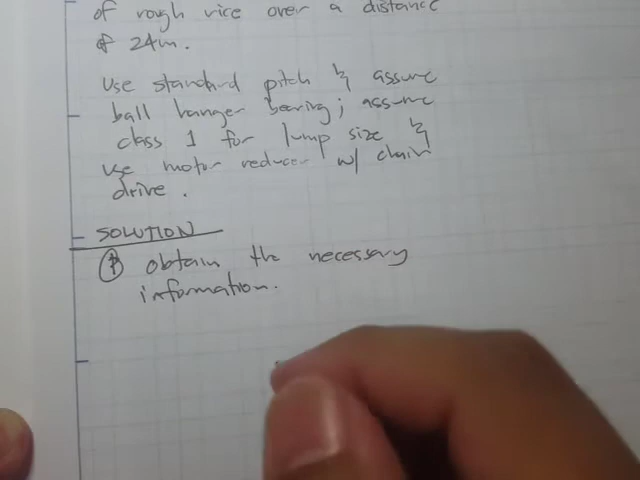 of rough rice over a distance
of 24m.
Use standard pitch & assume
ball hanger bearing; assume
class 1 for lump size &
use motor reducer w/ chain
drive.
SOLUTION
① obtain the necessary
information.